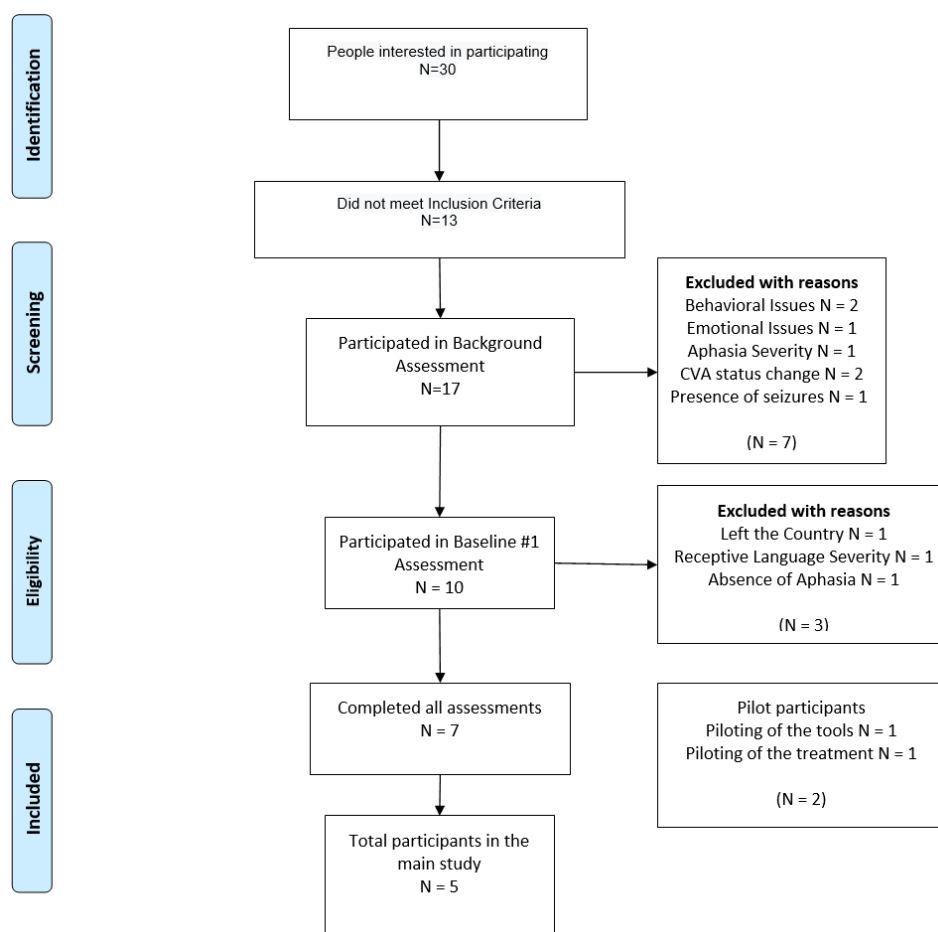 Identification
People interested in participating
N=30
Did not meet Inclusion Criteria
N=13
Screening
Participated in Background
Assessment
N=17
Excluded with reasons
Behavioral Issues N = 2
Emotional Issues N = 1
Aphasia Severity N = 1
CVA status change N = 2
Presence of seizures N = 1
(N = 7)
Eligibility
Participated in Baseline #1
Assessment
N = 10
Excluded with reasons
Left the Country N = 1
Receptive Language Severity N = 1
Absence of Aphasia N = 1
(N = 3)
Included
Completed all assessments
N = 7
Pilot participants
Piloting of the tools N = 1
Piloting of the treatment N = 1
(N = 2)
Total participants in the
main study
N = 5